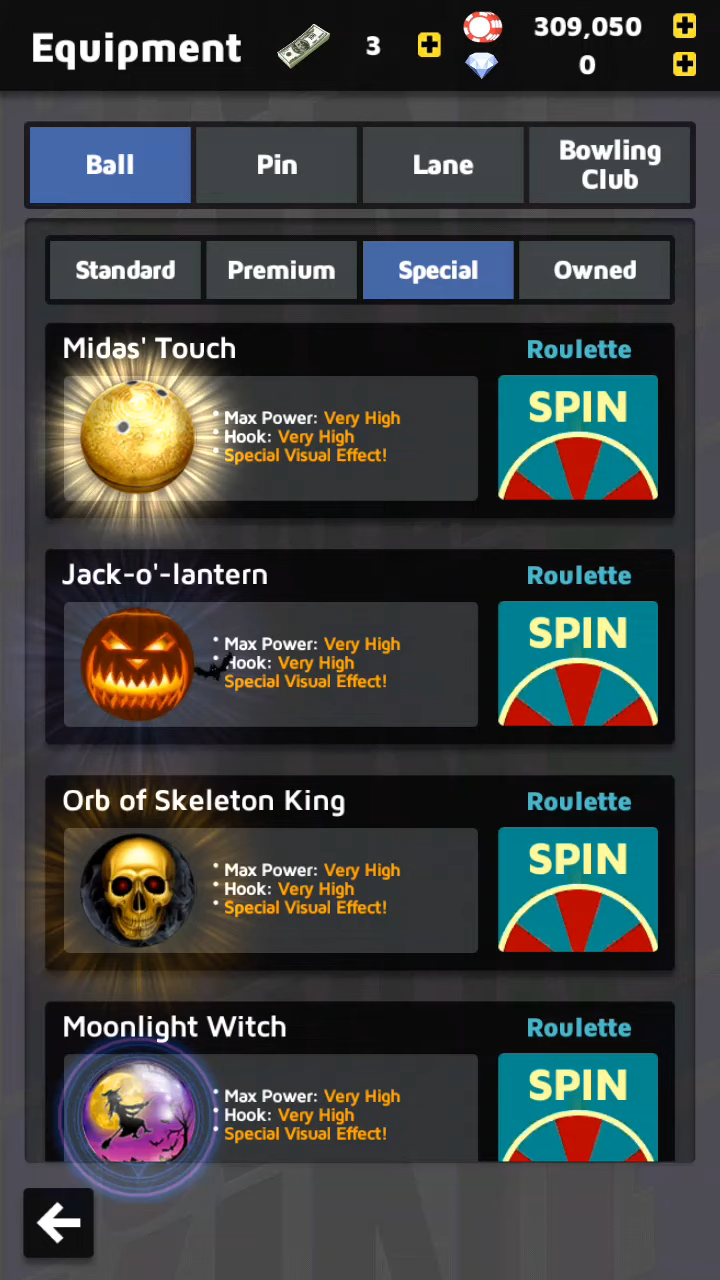 Equipment
3
309,050
0
Ball
Pin
Lane
Bowling
Club
Standard
Premium
Special
Owned
Midas' Touch
Roulette
• Max Power: Very High
• Hook: Very High
• Special Visual Effect!
SPIN
Jack-o'-lantern
Roulette
• Max Power: Very High
• Hook: Very High
Special Visual Effect!
SPIN
Orb of Skeleton King
Roulette
• Max Power: Very High
• Hook: Very High
• Special Visual Effect!
SPIN
Moonlight Witch
Roulette
• Max Power: Very High
• Hook: Very High
• Special Visual Effect!
SPIN